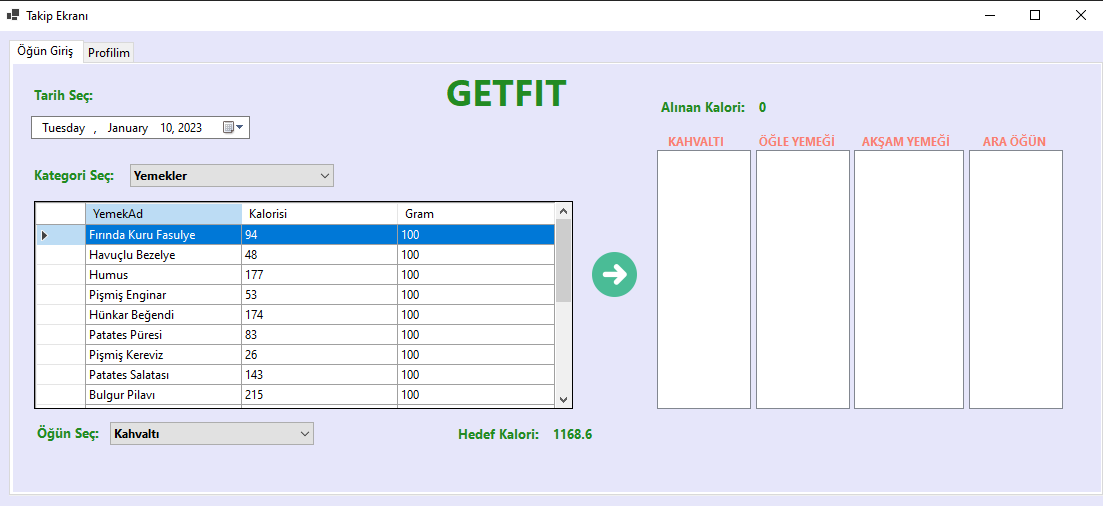 Takip Ekranı
Öğün Giriş Profilim
GETFIT
Tarih Seç:
Tuesday , January 10, 2023
Alınan Kalori: 0
KAHVALTI ÖĞLE YEMEĞİ AKŞAM YEMEĞİ ARA ÖĞÜN
Kategori Seç: Yemekler
YemekAd Kalorisi Gram
Fırında Kuru Fasulye 94 100
Havuçlu Bezelye 48 100
Humus 177 100
Pişmiş Enginar 53 100
Hünkar Beğendi 174 100
Patates Püresi 83 100
Pişmiş Kereviz 26 100
Patates Salatası 143 100
Bulgur Pilavı 215 100
Öğün Seç: Kahvaltı
Hedef Kalori: 1168.6